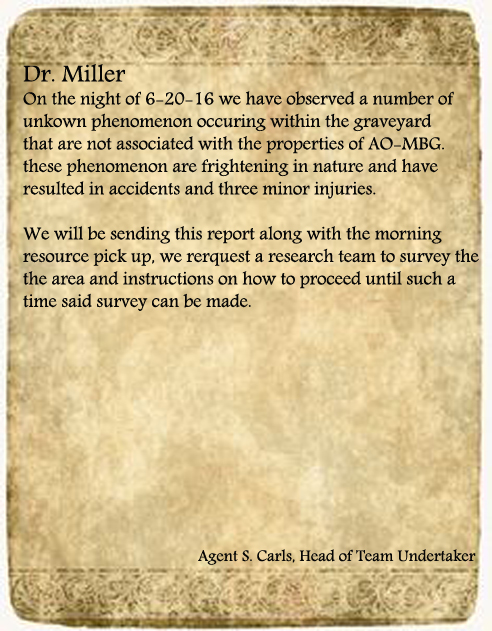 Dr. Miller
On the night of 6-20-16 we have observed a number of
unkown phenomenon occuring within the graveyard
that are not associated with the properties of AO-MBG.
these phenomenon are frightening in nature and have
resulted in accidents and three minor injuries.
We will be sending this report along with the morning
resource pick up, we rerquest a research team to survey the
the area and instructions on how to proceed until such a
time said survey can be made.
Agent S. Carls, Head of Team Undertaker